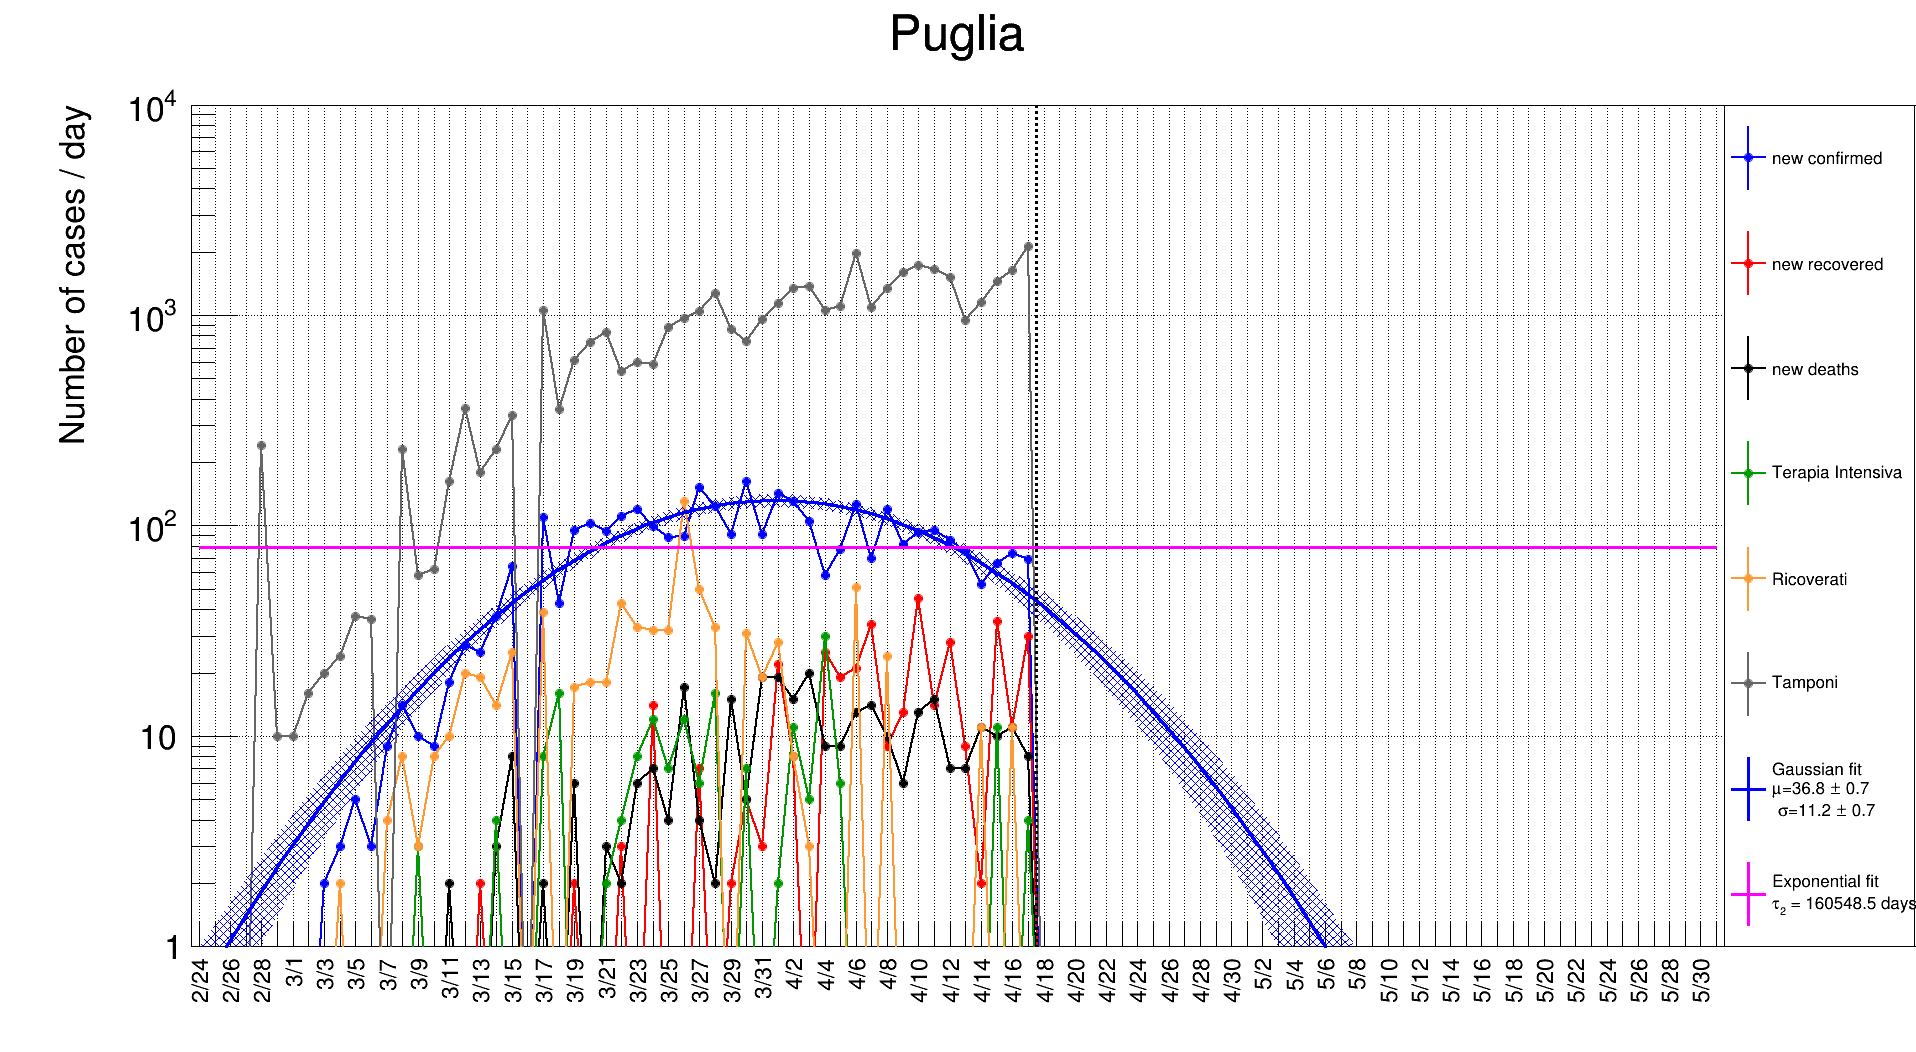 Puglia
Number of cases / day
10⁴
10³
10²
10
1
2/24 2/26 2/28 3/1 3/3 3/5 3/7 3/9 3/11 3/13 3/15 3/17 3/19 3/21 3/23 3/25 3/27 3/29 3/31 4/2 4/4 4/6 4/8 4/10 4/12 4/14 4/16 4/18 4/20 4/22 4/24 4/26 4/28 4/30 5/2 5/4 5/6 5/8 5/10 5/12 5/14 5/16 5/18 5/20 5/22 5/24 5/26 5/28 5/30
new confirmed
new recovered
new deaths
Terapia Intensiva
Ricoverati
Tamponi
Gaussian fit
μ=36.8 ± 0.7
σ=11.2 ± 0.7
Exponential fit
τ₂ = 160548.5 days